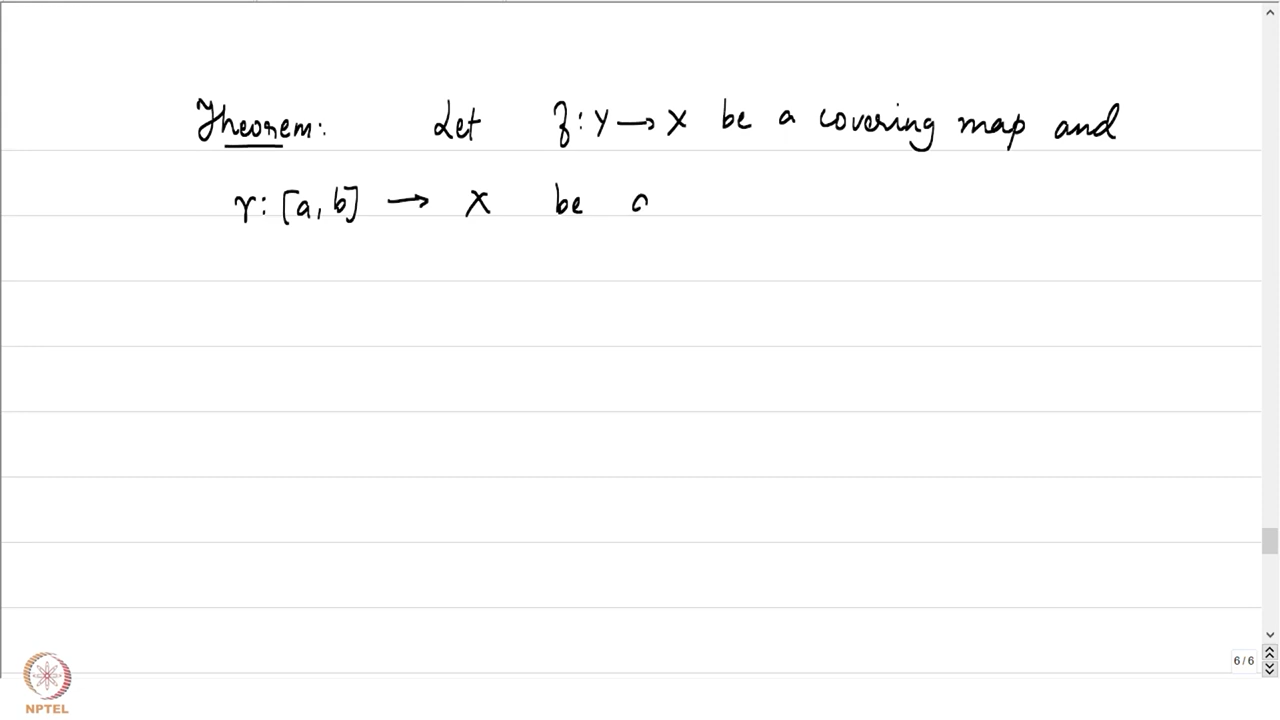 Theorem: Let f: Y → X be a covering map and
γ: [a, b] → X be a
6 / 6
NPTEL